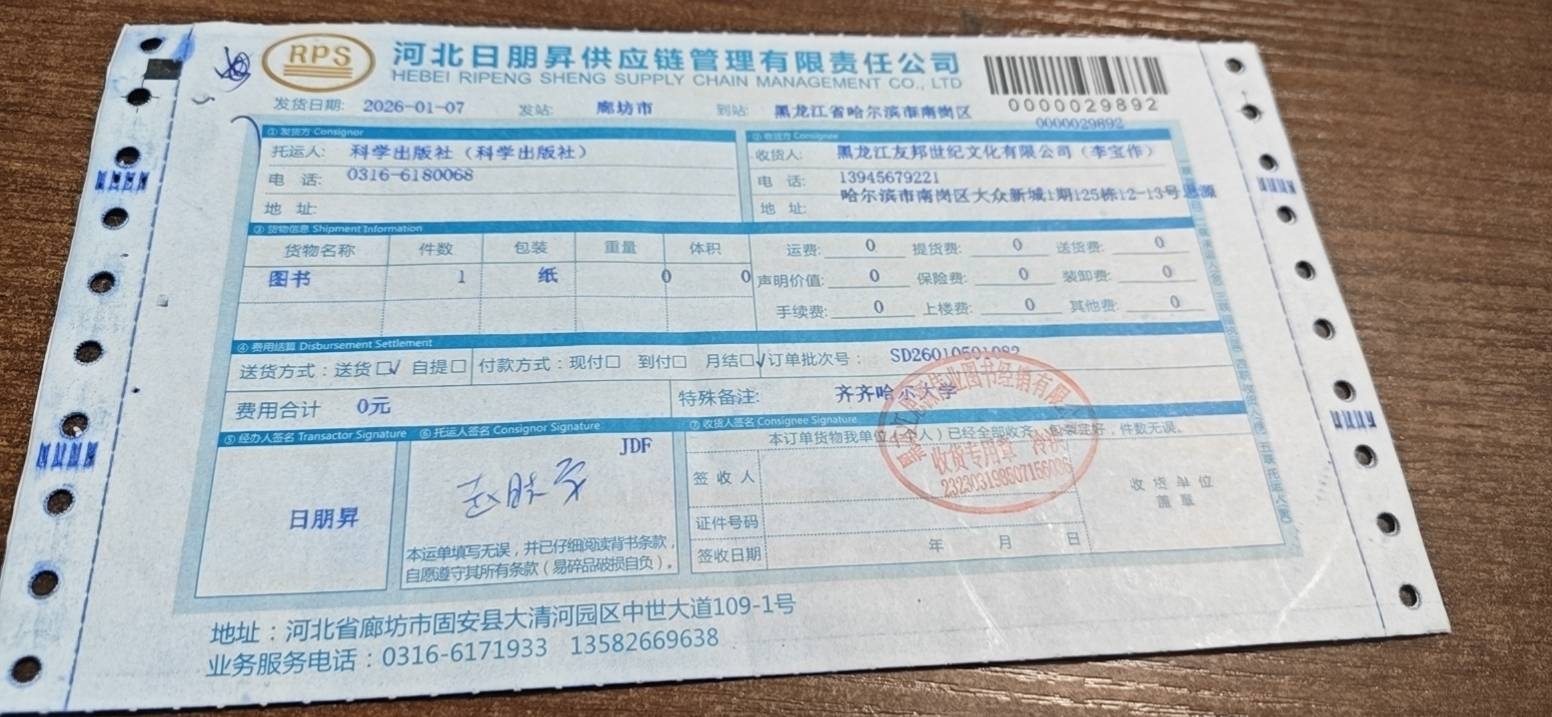 RPS
河北日朋昇供应链管理有限责任公司
HEBEI RIPENG SHENG SUPPLY CHAIN MANAGEMENT CO., LTD
0000029892
0000029892
发货日期: 2026-01-07 发站: 廊坊市 到站: 黑龙江省哈尔滨市南岗区
① 发货方 Consignor ② 收货方 Consignee
托运人: 科学出版社（科学出版社） 收货人: 黑龙江友邦世纪文化有限公司（李宝作）
电 话: 0316-6180068 电 话: 13945679221
地 址: 地 址: 哈尔滨市南岗区大众新城1期125栋12-13号
③ 货物信息 Shipment Information
货物名称 件数 包装 重量 体积 运费: 0 提货费: 0 送货费: 0
图书 1 纸 0 0 声明价值: 0 保险费: 0 装卸费: 0
手续费: 0 上楼费: 0 其他费: 0
④ 费用结算 Disbursement Settlement
送货方式：送货☐√ 自提☐ 付款方式：现付☐ 到付☐ 月结☐√ 订单批次号： SD26010501082
费用合计 0元 特殊备注: 齐齐哈尔大学
⑤ 经办人签名 Transactor Signature ⑥ 托运人签名 Consignor Signature ⑦ 收货人签名 Consignee Signature
JDF 本订单货物我单位（个人）已经全部收齐，包装完好，件数无误。
日朋昇
签 收 人
收货专用章
收 货 单 位
盖 章
证件号码
签收日期 年 月 日
本运单填写无误，并已仔细阅读背书条款，
自愿遵守其所有条款（易碎品破损自负）。
地址：河北省廊坊市固安县大清河园区中世大道109-1号
业务服务电话：0316-6171933 13582669638